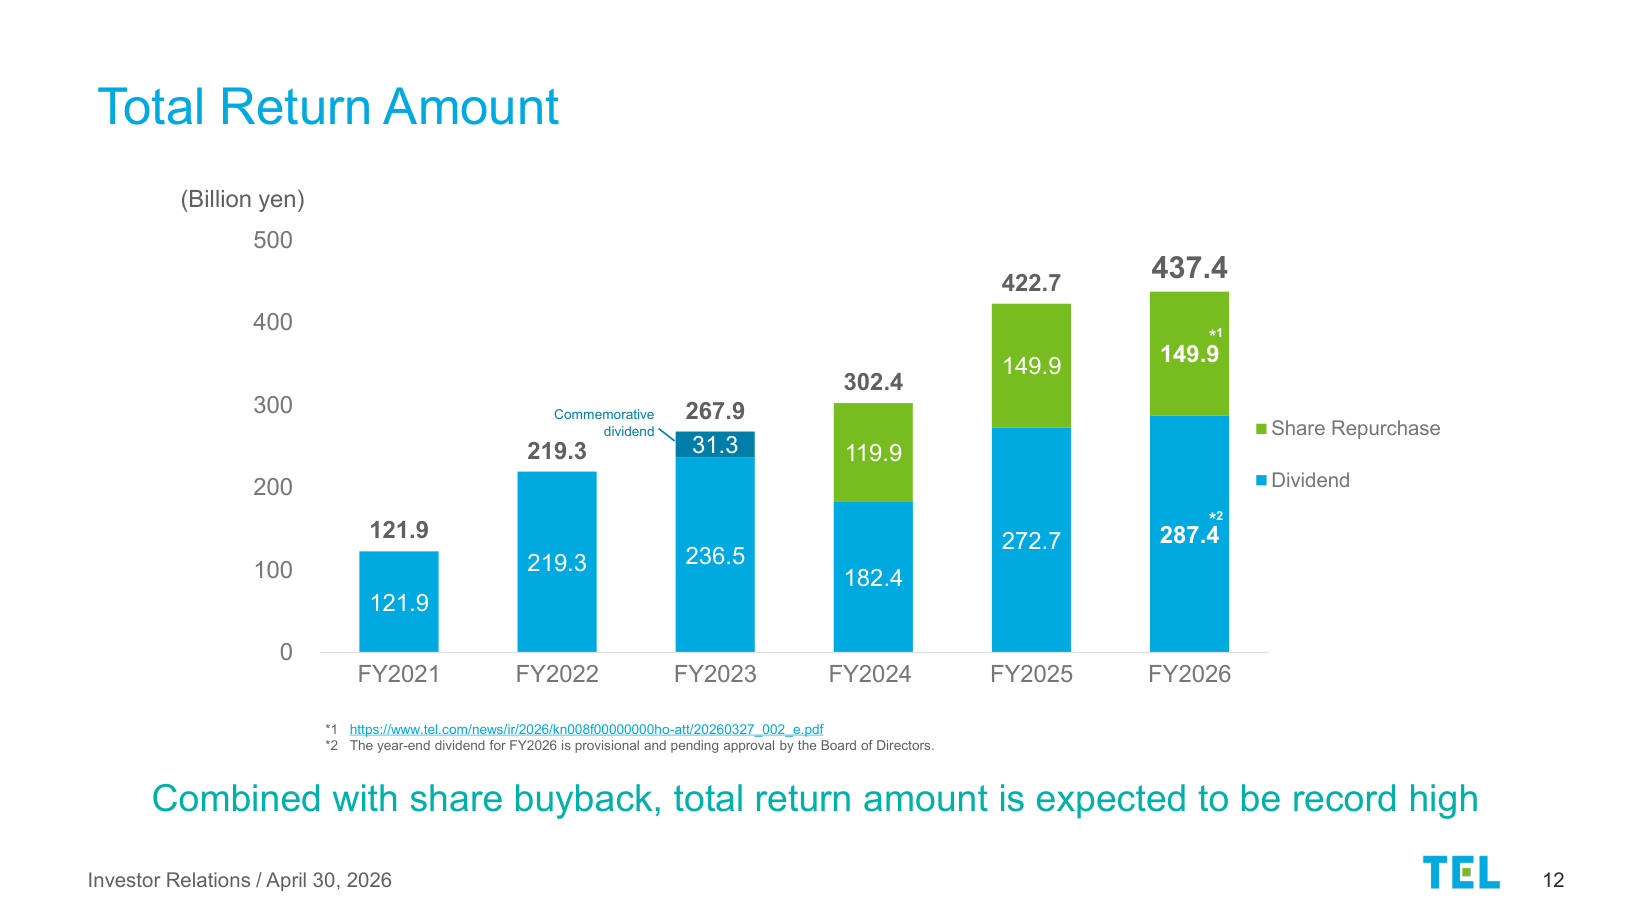 Total Return Amount
(Billion yen)
500
400
300
200
100
0
121.9
121.9
219.3
219.3
Commemorative
dividend
267.9
31.3
236.5
302.4
119.9
182.4
422.7
149.9
272.7
437.4
*1
149.9
*2
287.4
Share Repurchase
Dividend
FY2021
FY2022
FY2023
FY2024
FY2025
FY2026
*1 https://www.tel.com/news/ir/2026/kn008f00000000ho-att/20260327_002_e.pdf
*2 The year-end dividend for FY2026 is provisional and pending approval by the Board of Directors.
Combined with share buyback, total return amount is expected to be record high
Investor Relations / April 30, 2026
TEL
12